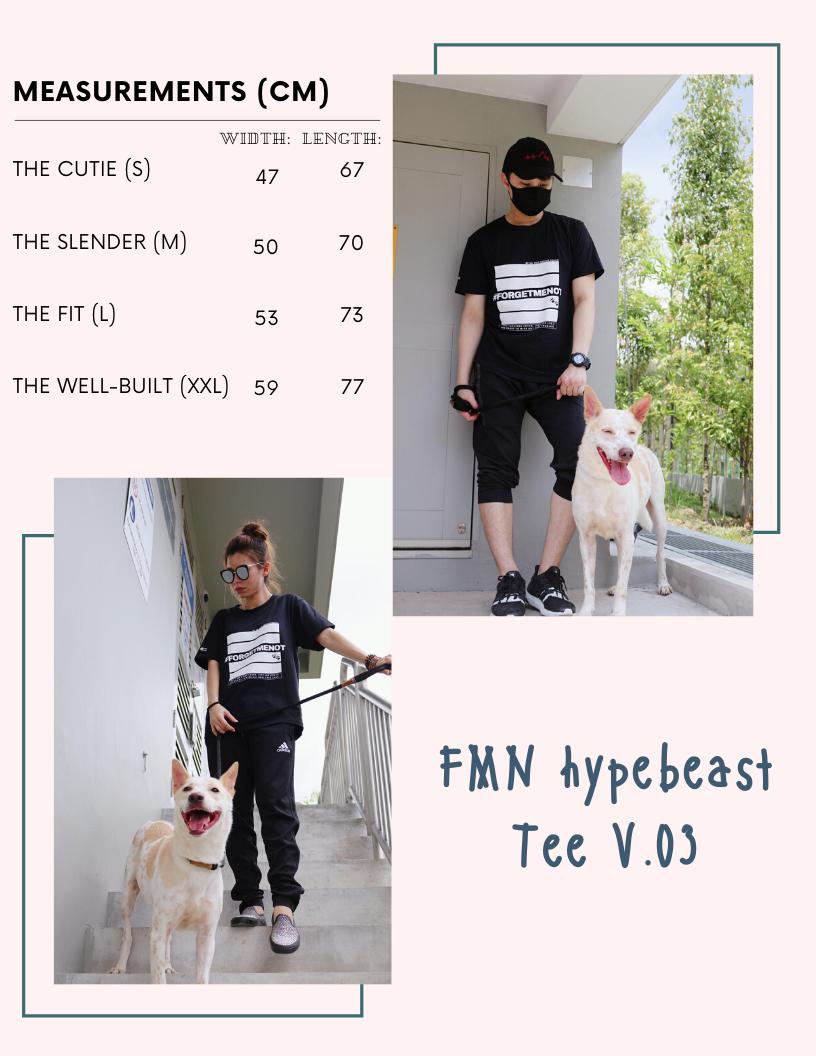 MEASUREMENTS (CM)
WIDTH: LENGTH:
THE CUTIE (S) 47 67
THE SLENDER (M) 50 70
THE FIT (L) 53 73
THE WELL-BUILT (XXL) 59 77
#FORGETMENOT
#FORGETMENOT
adidas
FMN hypebeast
Tee V.03